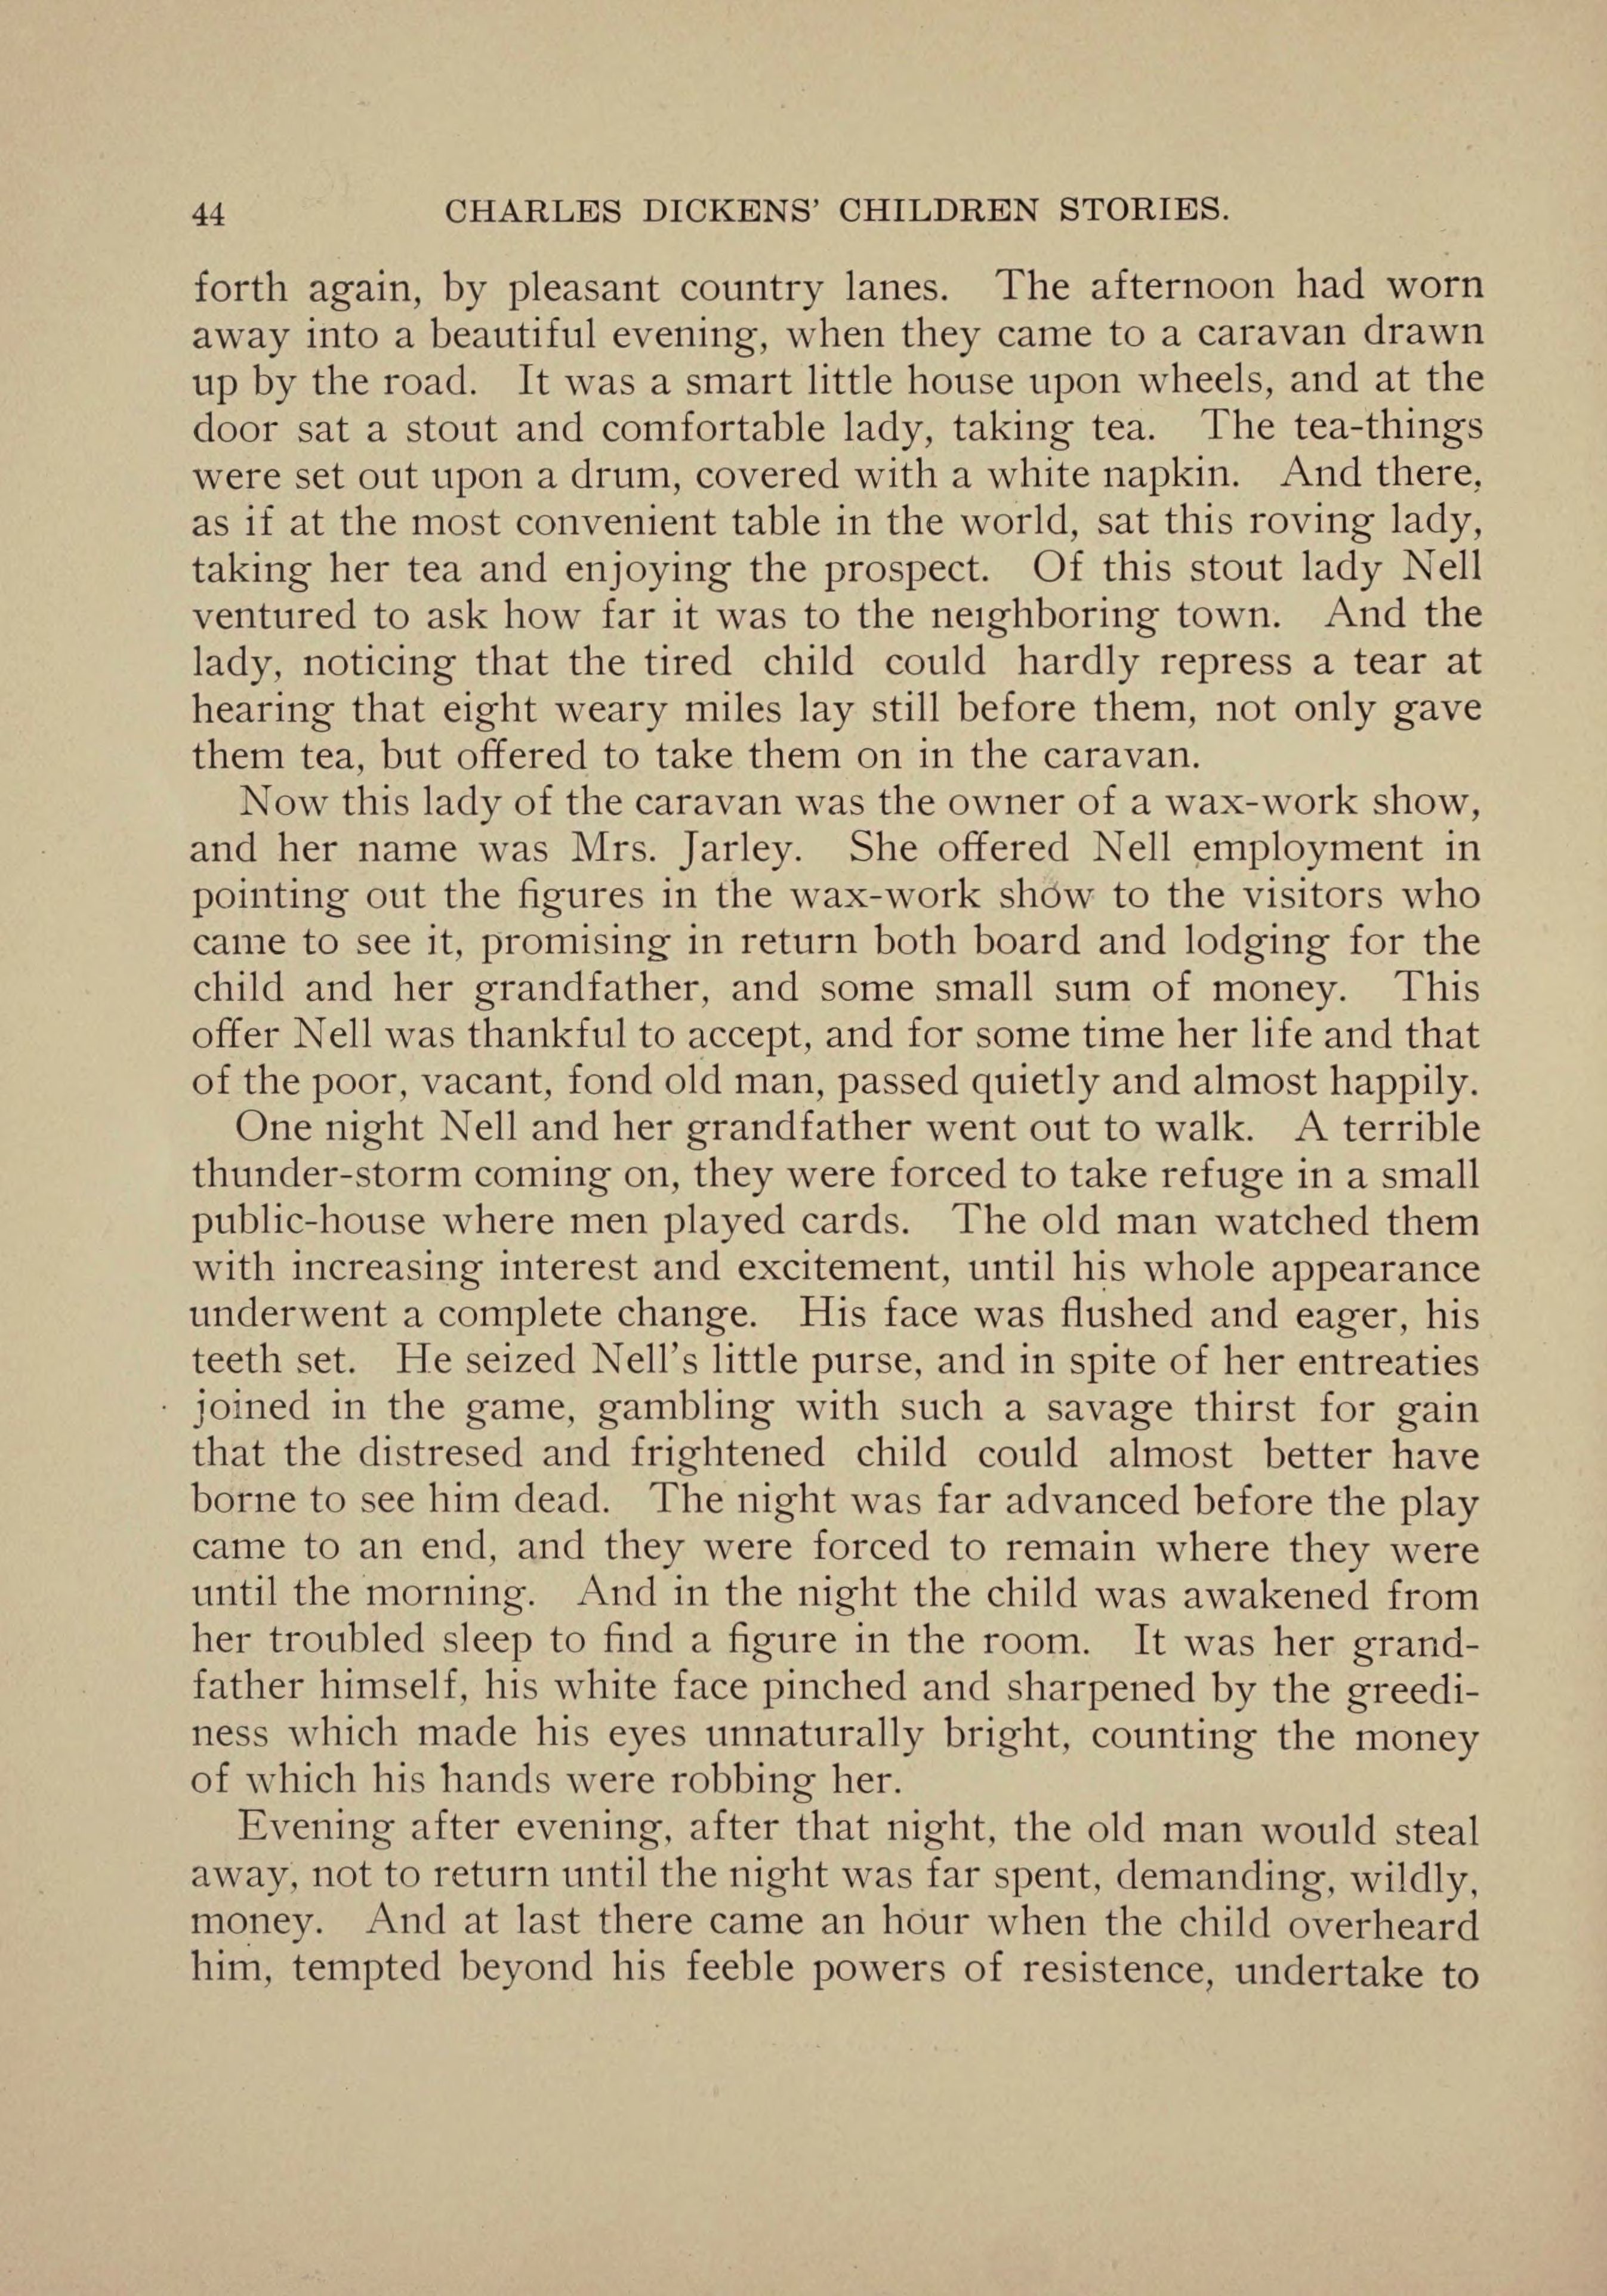 44 CHARLES DICKENS’ CHILDREN STORIES.
forth again, by pleasant country lanes. The afternoon had worn
away into a beautiful evening, when they came to a caravan drawn
up by the road. It was a smart little house upon wheels, and at the
door sat a stout and comfortable lady, taking tea. The tea-things
were set out upon a drum, covered with a white napkin. And there,
as if at the most convenient table in the world, sat this roving lady,
taking her tea and enjoying the prospect. Of this stout lady Nell
ventured to ask how far it was to the neighboring town. And the
lady, noticing that the tired child could hardly repress a tear at
hearing that eight weary miles lay still before them, not only gave
them tea, but offered to take them on in the caravan.
Now this lady of the caravan was the owner of a wax-work show,
and her name was Mrs. Jarley. She offered Nell employment in
pointing out the figures in the wax-work show to the visitors who
came to see it, promising in return both board and lodging for the
child and her grandfather, and some small sum of money. This
offer Nell was thankful to accept, and for some time her life and that
of the poor, vacant, fond old man, passed quietly and almost happily.
One night Nell and her grandfather went out to walk. A terrible
thunder-storm coming on, they were forced to take refuge in a small
public-house where men played cards. The old man watched them
with increasing interest and excitement, until his whole appearance
underwent a complete change. His face was flushed and eager, his
teeth set. He seized Nell’s little purse, and in spite of her entreaties
joined in the game, gambling with such a savage thirst for gain
that the distresed and frightened child could almost better have
borne to see him dead. The night was far advanced before the play
came to an end, and they were forced to remain where they were
until the morning. And in the night the child was awakened from
her troubled sleep to find a figure in the room. It was her grand-
father himself, his white face pinched and sharpened by the greedi-
ness which made his eyes unnaturally bright, counting the money
of which his hands were robbing her.
Evening after evening, after that night, the old man would steal
away, not to return until the night was far spent, demanding, wildly,
money. And at last there came an hour when the child overheard
him, tempted beyond his feeble powers of resistence, undertake to